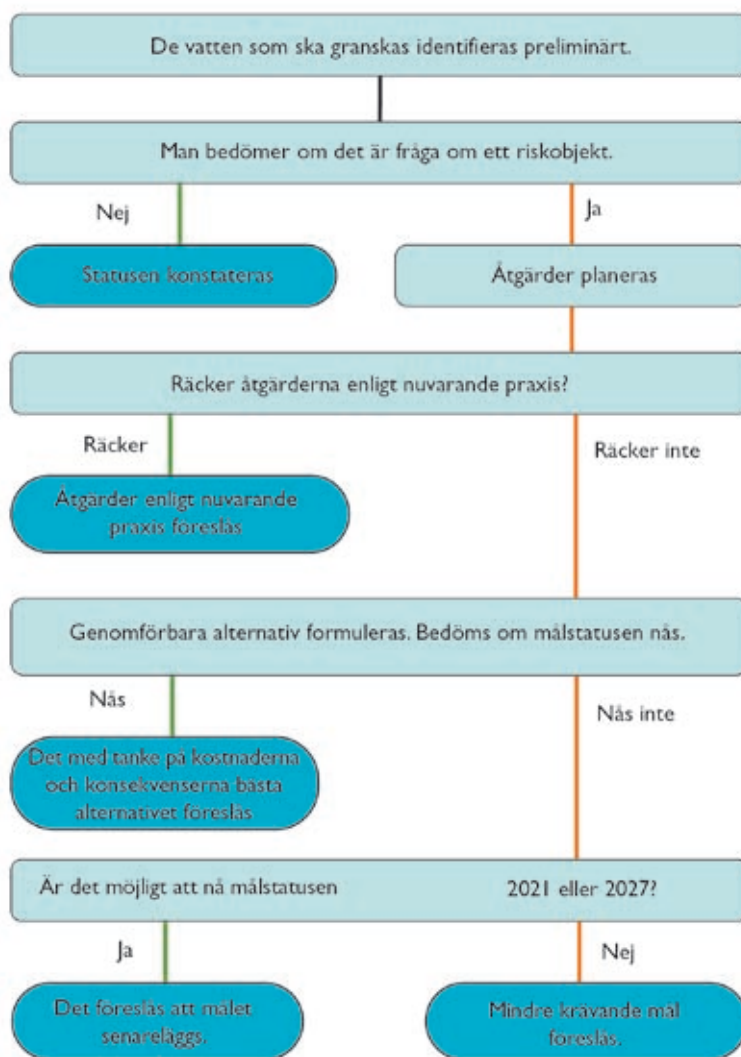 De vatten som ska granskas identifieras preliminärt.
Man bedömer om det är fråga om ett riskobjekt.
Nej
Ja
Statusen konstateras
Åtgärder planeras
Räcker åtgärderna enligt nuvarande praxis?
Räcker
Räcker inte
Åtgärder enligt nuvarande
praxis föreslås
Genomförbara alternativ formuleras. Bedöms om målstatusen nås.
Nås
Nås inte
Det med tanke på kostnaderna
och konsekvenserna bästa
alternativet föreslås
Är det möjligt att nå målstatusen 2021 eller 2027?
Ja
Nej
Det föreslås att målet
senareläggs.
Mindre krävande mål
föreslås.